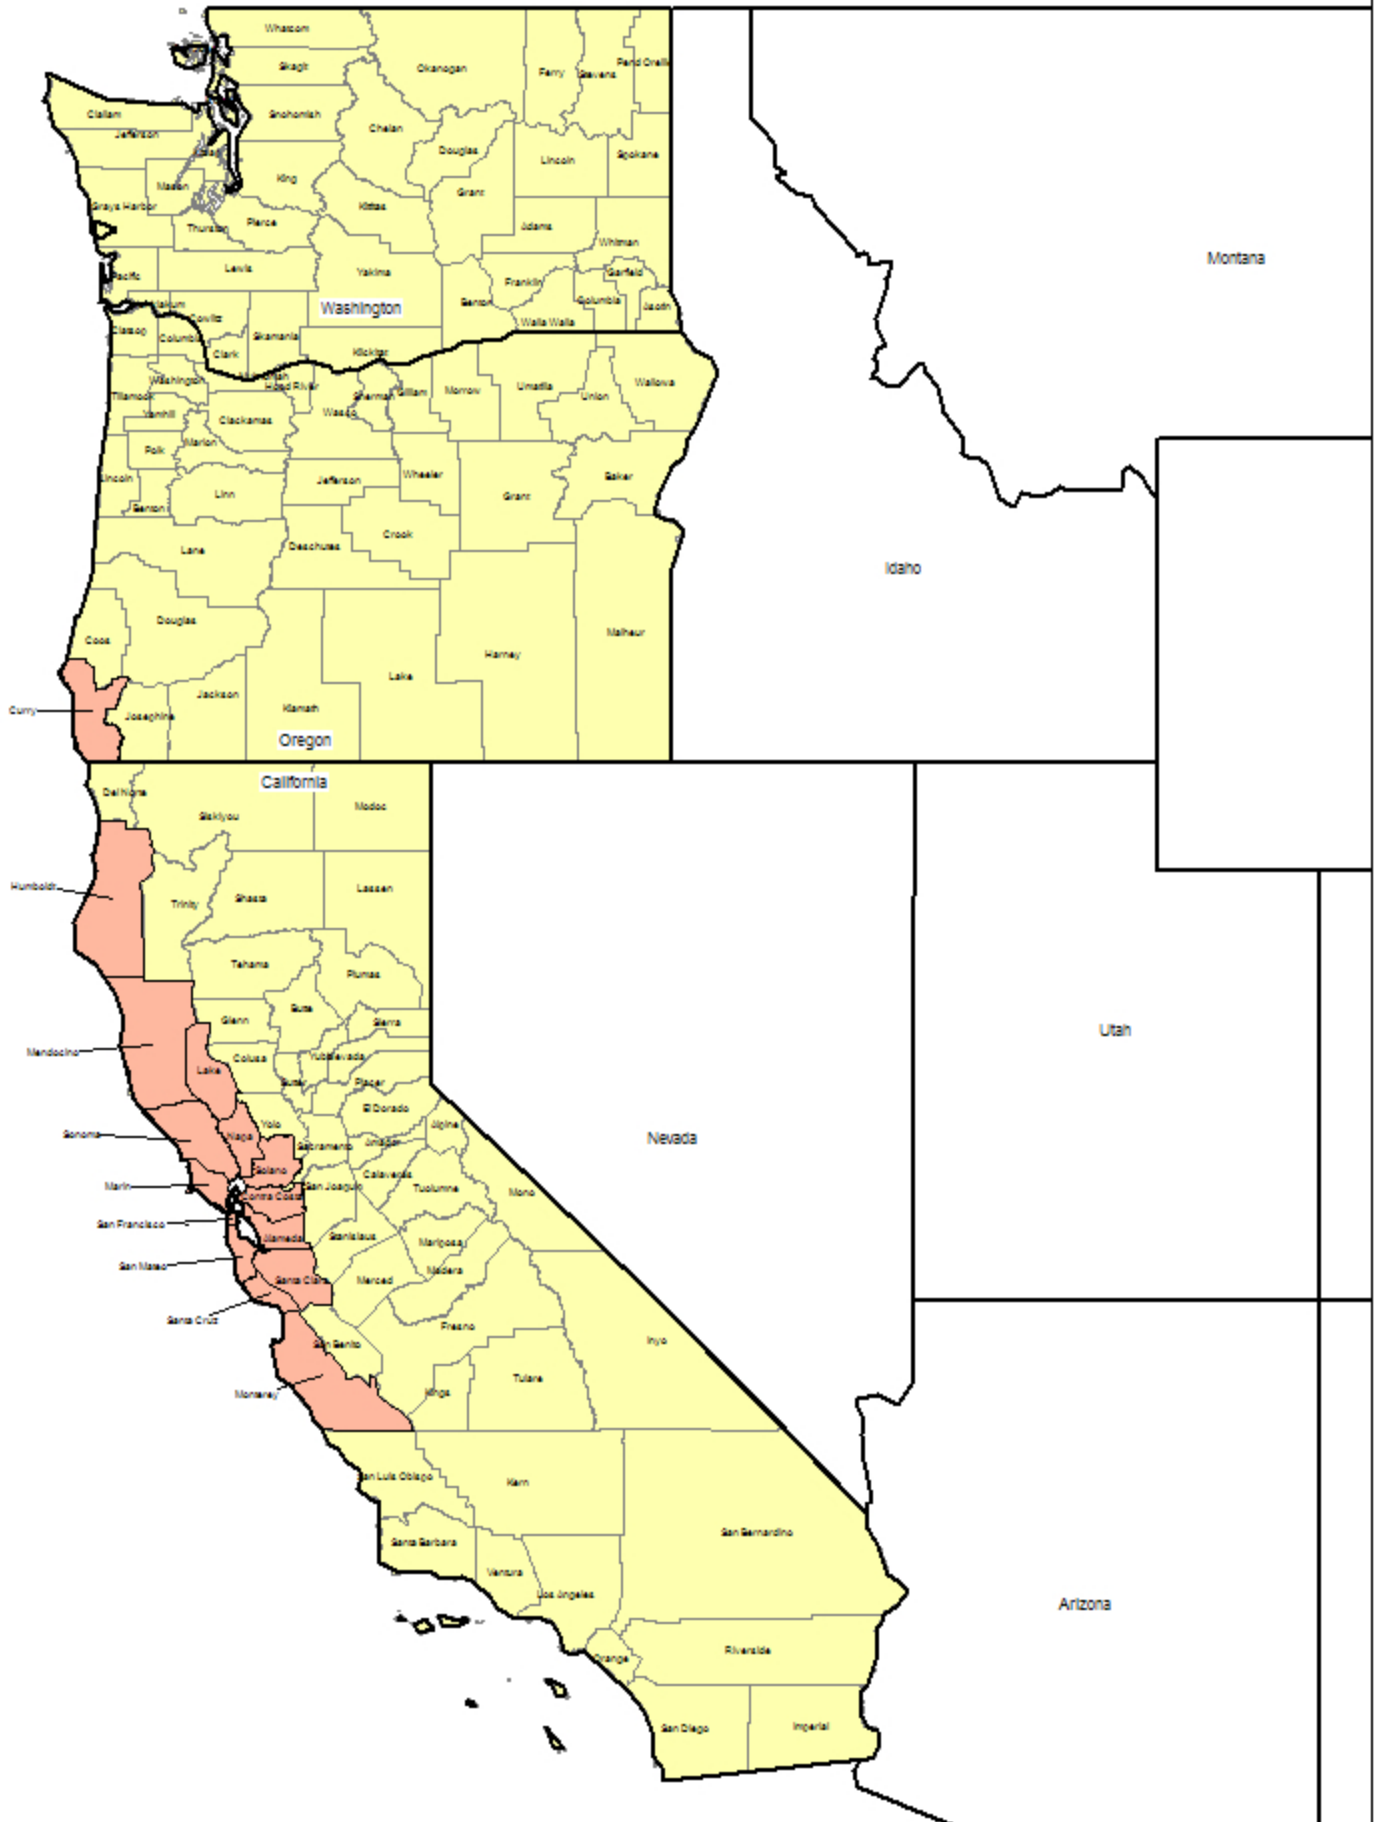 Whatcom
Skagit
Okanogan
Ferry
Stevens
Pend Oreille
Clallam
Snohomish
Jefferson
Chelan
Douglas
Lincoln
Spokane
King
Mason
Grant
Kittitas
Grays Harbor
Pierce
Thurston
Adams
Whitman
Montana
Lewis
Yakima
Pacific
Franklin
Garfield
Benton
Columbia
Asotin
Washington
Cowlitz
Walla Walla
Clatsop
Columbia
Skamania
Clark
Klickitat
Hood River
Washington
Tillamook
Yamhill
Sherman
Gilliam
Morrow
Umatilla
Union
Wallowa
Wasco
Clackamas
Marion
Polk
Lincoln
Jefferson
Wheeler
Baker
Linn
Grant
Benton
Crook
Lane
Deschutes
Idaho
Douglas
Coos
Malheur
Harney
Lake
Jackson
Curry
Josephine
Klamath
Oregon
California
Del Norte
Siskiyou
Modoc
Humboldt
Trinity
Shasta
Lassen
Tehama
Plumas
Butte
Glenn
Sierra
Utah
Mendocino
Colusa
Yuba
Nevada
Lake
Sutter
Placer
El Dorado
Yolo
Alpine
Sonoma
Napa
Sacramento
Amador
Nevada
Solano
Calaveras
Marin
San Joaquin
Tuolumne
Mono
Contra Costa
San Francisco
Alameda
Stanislaus
Mariposa
San Mateo
Santa Clara
Merced
Madera
Santa Cruz
Fresno
San Benito
Inyo
Tulare
Monterey
Kings
San Luis Obispo
Kern
San Bernardino
Santa Barbara
Ventura
Los Angeles
Arizona
Orange
Riverside
San Diego
Imperial